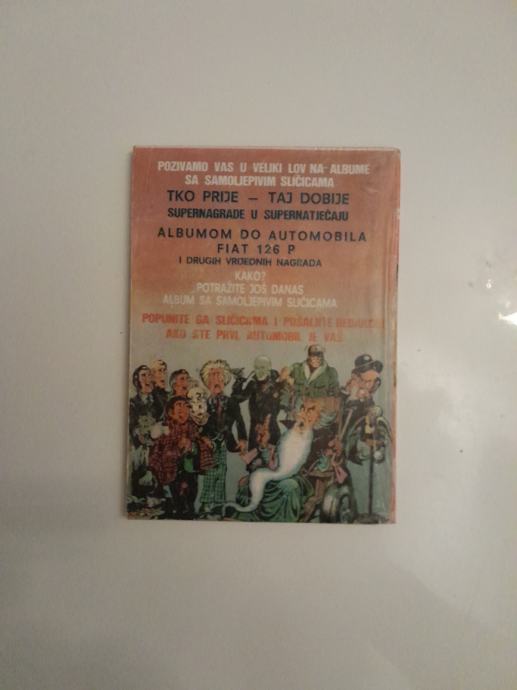 POZIVAMO VAS U VELIKI LOV NA ALBUME
SA SAMOLJEPIVIM SLIČICAMA
TKO PRIJE — TAJ DOBIJE
SUPERNAGRADE U SUPERNATJEČAJU
ALBUMOM DO AUTOMOBILA
FIAT 126 P
I DRUGIH VRIJEDNIH NAGRADA
KAKO?
POTRAŽITE JOŠ DANAS
ALBUM SA SAMOLJEPIVIM SLIČICAMA
POPUNITE GA SLIČICAMA I POŠALJITE
AKO STE PRVI, AUTOMOBIL JE VAŠ